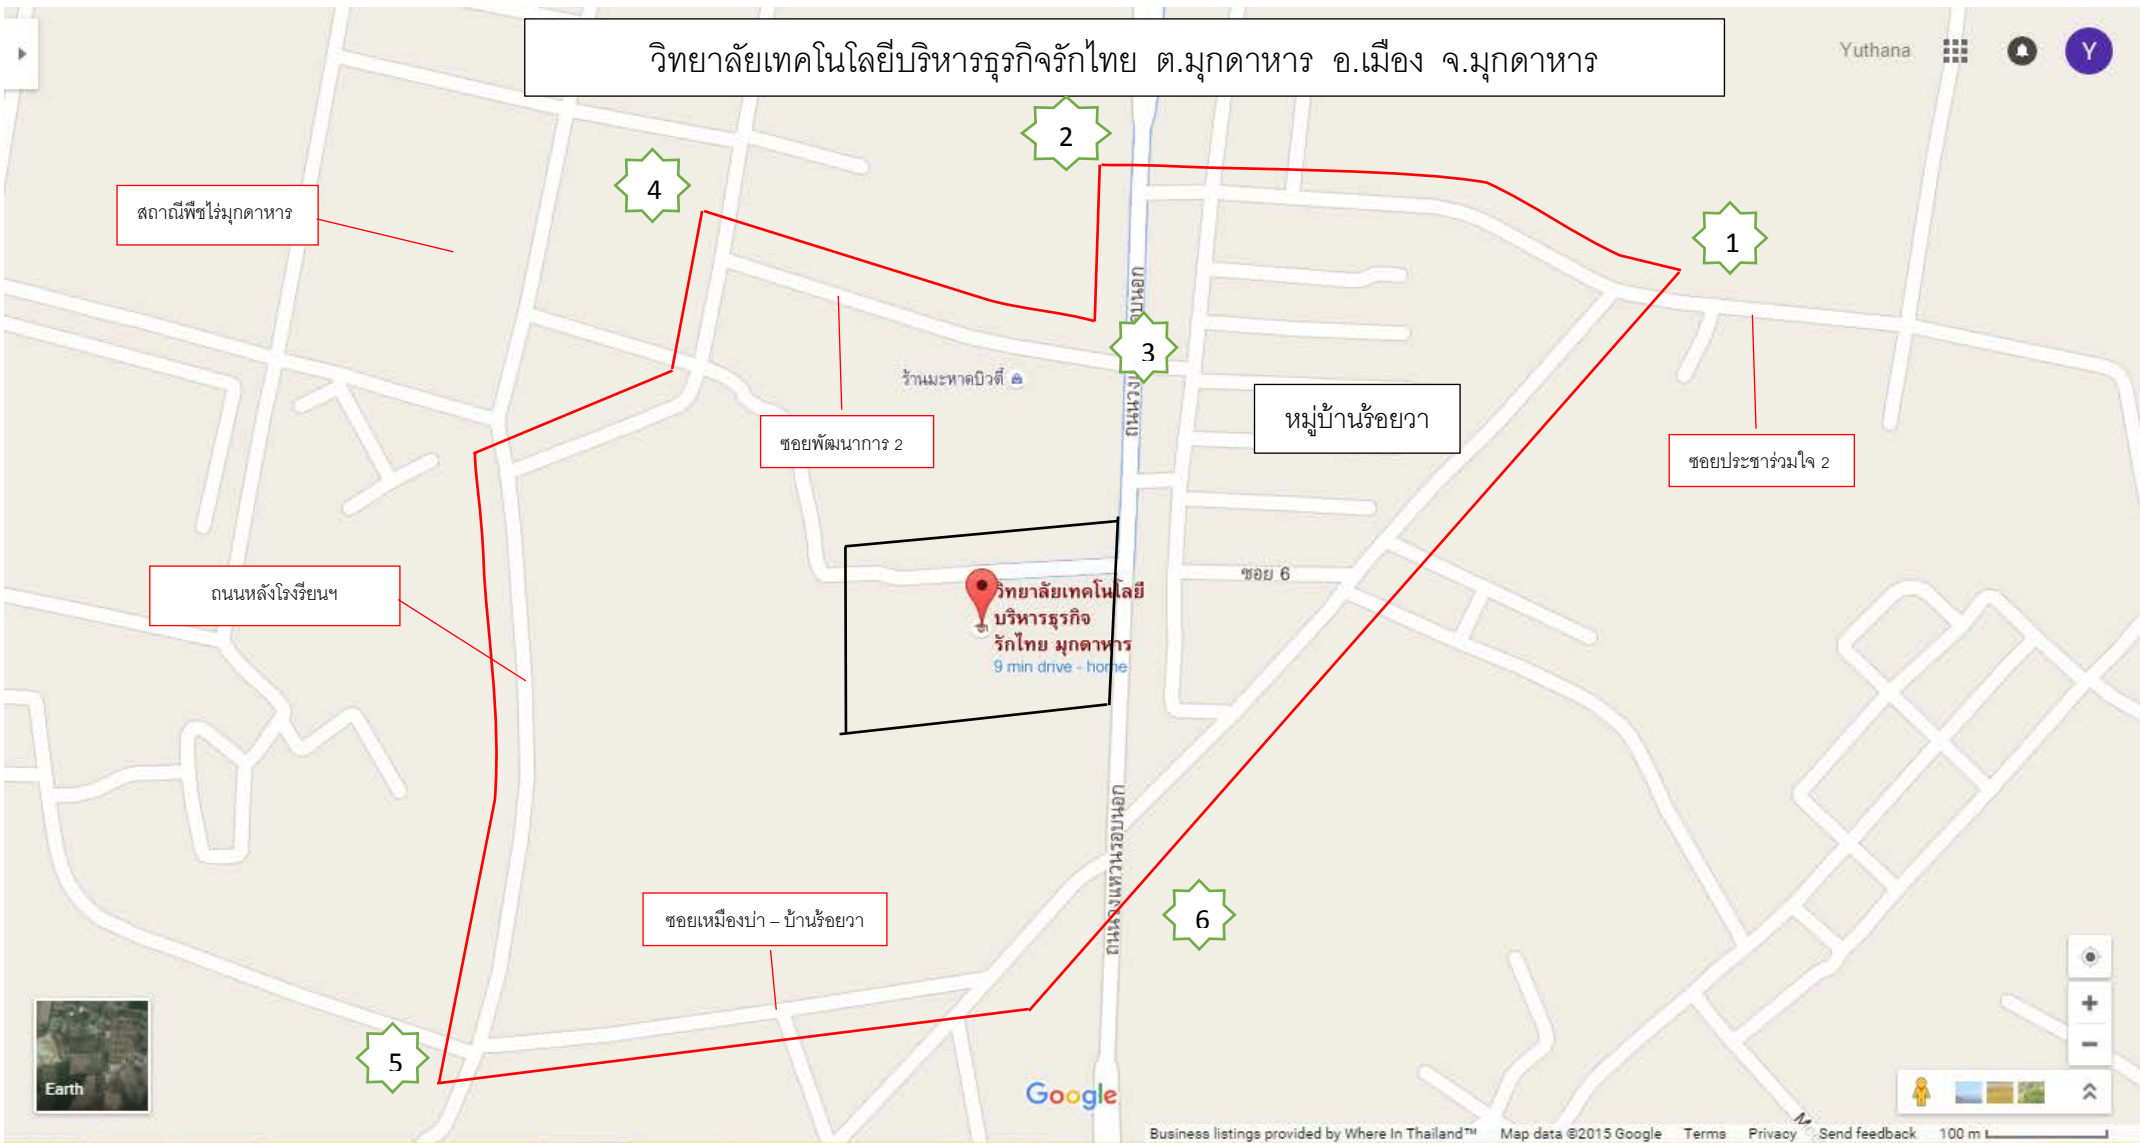 วิทยาลัยเทคโนโลยีบริหารธุรกิจรักไทย ต.มุกดาหาร อ.เมือง จ.มุกดาหาร
Yuthana
Y
2
4
1
สถาณีพืชไร่มุกดาหาร
3
ร้านมะหาดบิวตี้
หมู่บ้านร้อยวา
ซอยพัฒนาการ 2
ซอยประชาร่วมใจ 2
ซอย 6
ถนนหลังโรงรียนฯ
วิทยาลัยเทคโนโลยี
บริหารธุรกิจ
รักไทย มุกดาหาร
9 min drive - home
ถนนวงแหวนรอบนอก
6
ซอยเหมืองบ่า – บ้านร้อยวา
5
Earth
Google
Business listings provided by Where In Thailand™ Map data ©2015 Google Terms Privacy Send feedback 100 m